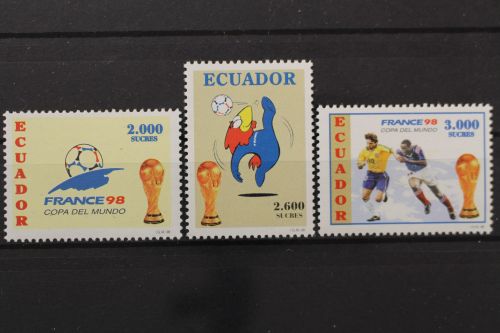 ECUADOR
2.000
SUCRES
FRANCE 98
COPA DEL MUNDO
ECUADOR
2.600
SUCRES
ECUADOR
FRANCE 98
COPA DEL MUNDO
3.000
SUCRES